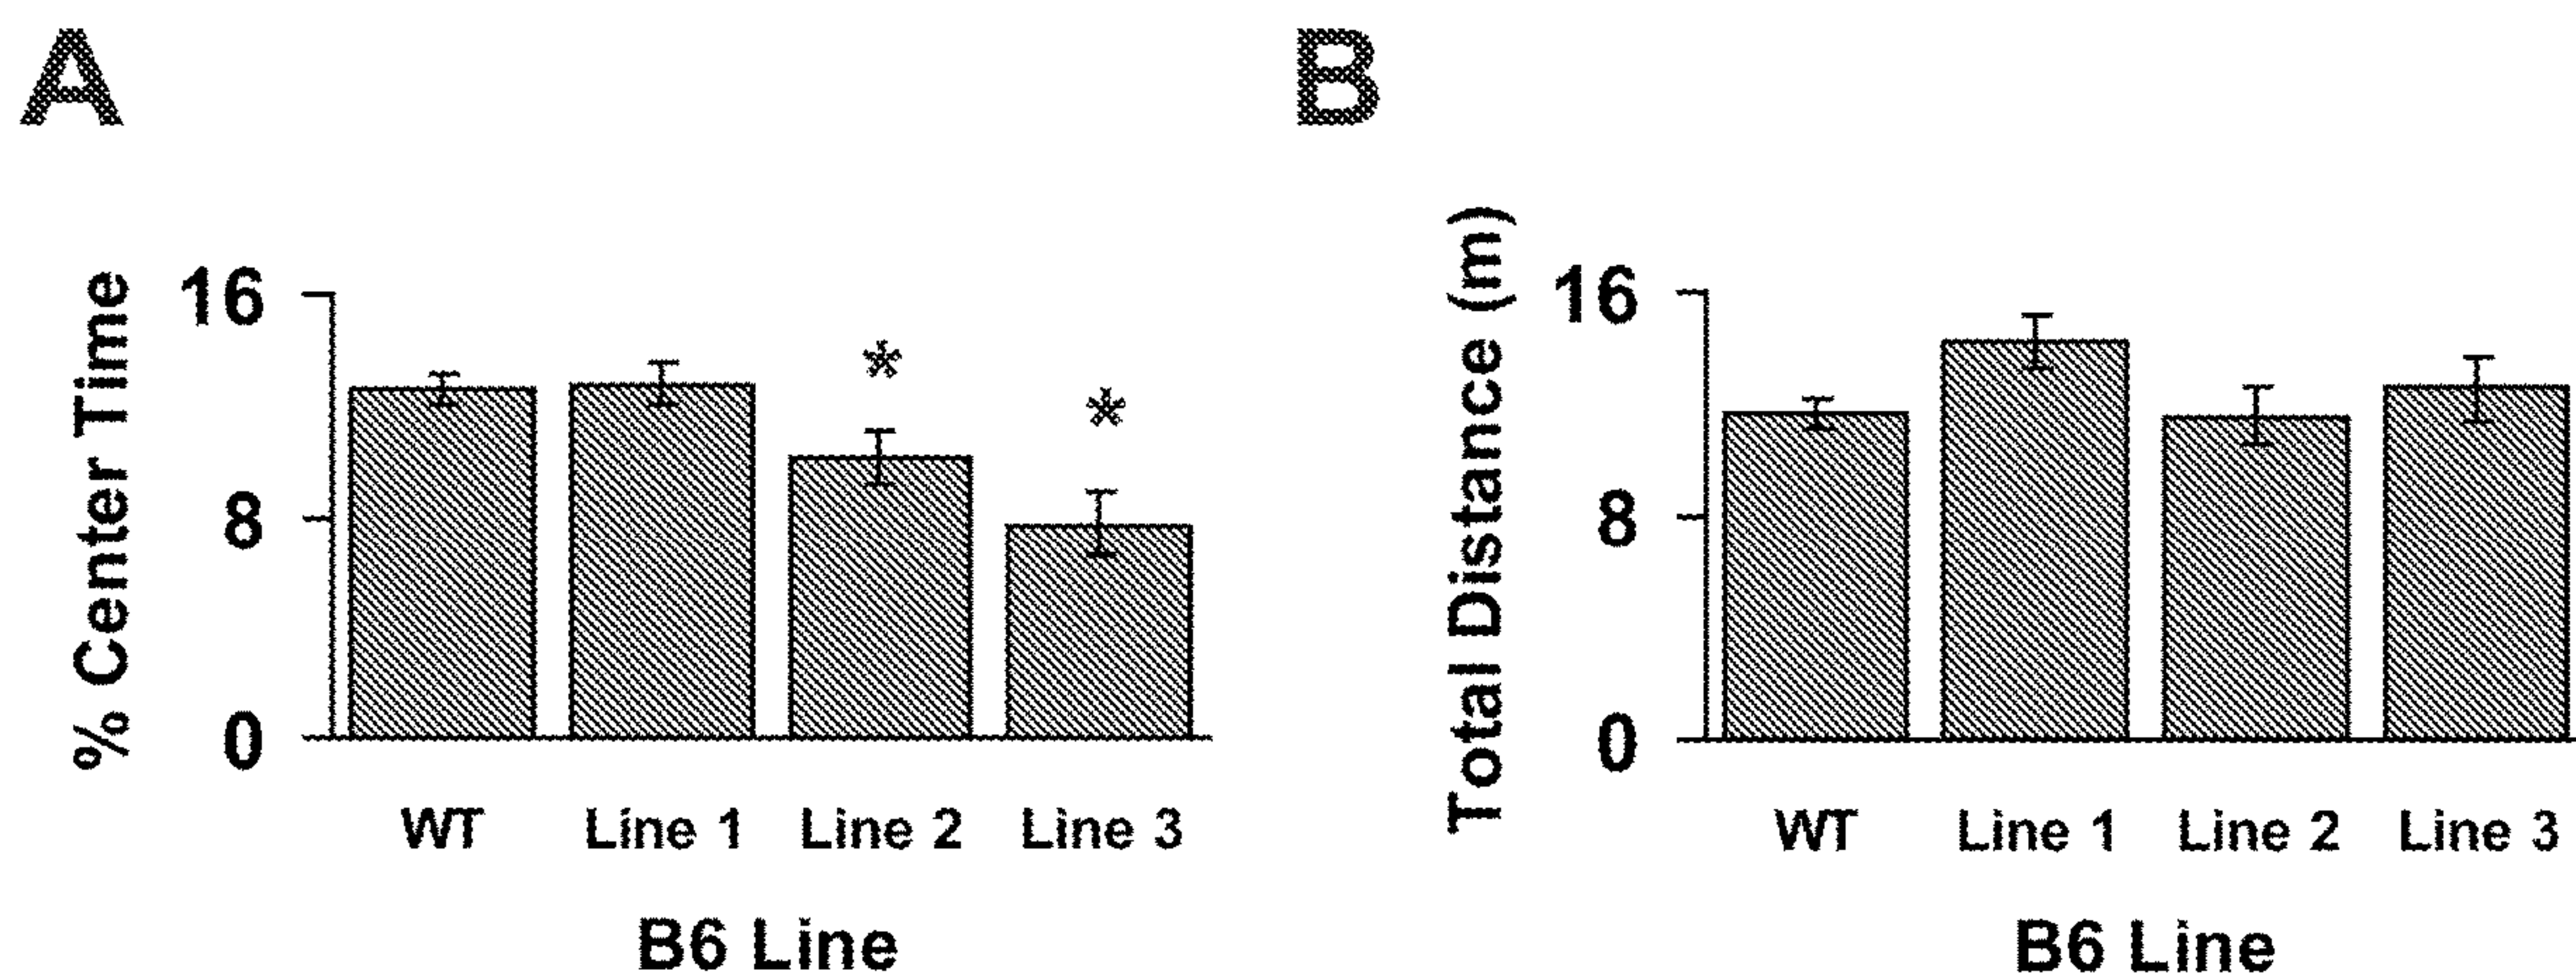 A
B
% Center Time
16
8
0
*
*
WT Line 1 Line 2 Line 3
B6 Line
Total Distance (m)
16
8
0
WT Line 1 Line 2 Line 3
B6 Line